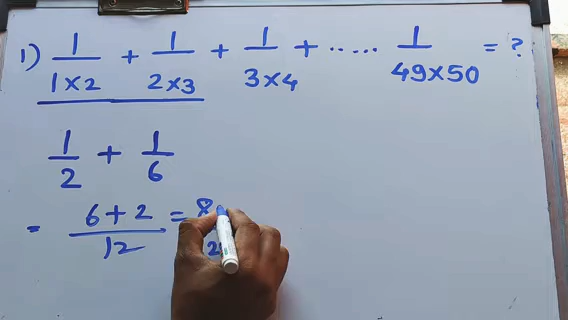 1) 1/1×2 + 1/2×3 + 1/3×4 + ..... 1/49×50 = ?
1/2 + 1/6
= 6+2/12 = 8